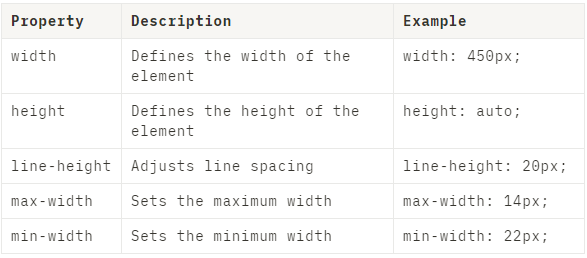 Property Description Example
width Defines the width of the width: 450px;
element
height Defines the height of the height: auto;
element
line-height Adjusts line spacing line-height: 20px;
max-width Sets the maximum width max-width: 14px;
min-width Sets the minimum width min-width: 22px;